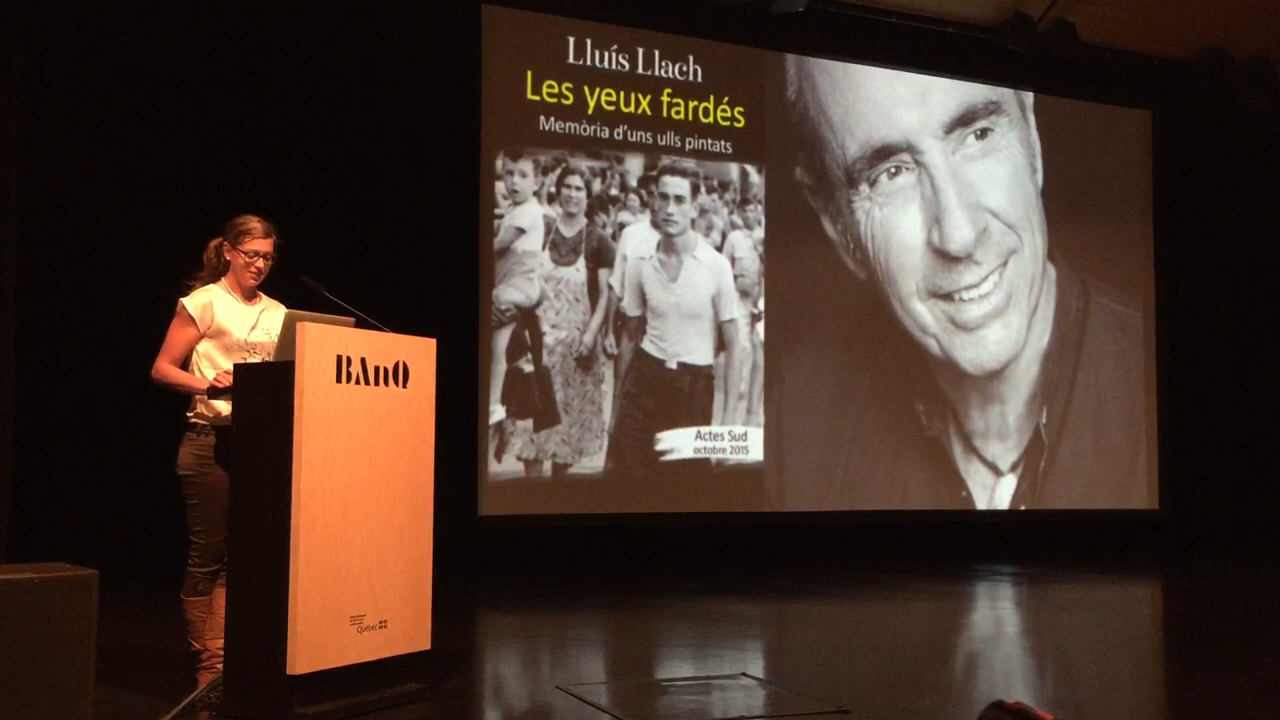 Lluís Llach
Les yeux fardés
Memòria d'uns ulls pintats
Actes Sud
octobre 2015
BAnQ
Québec